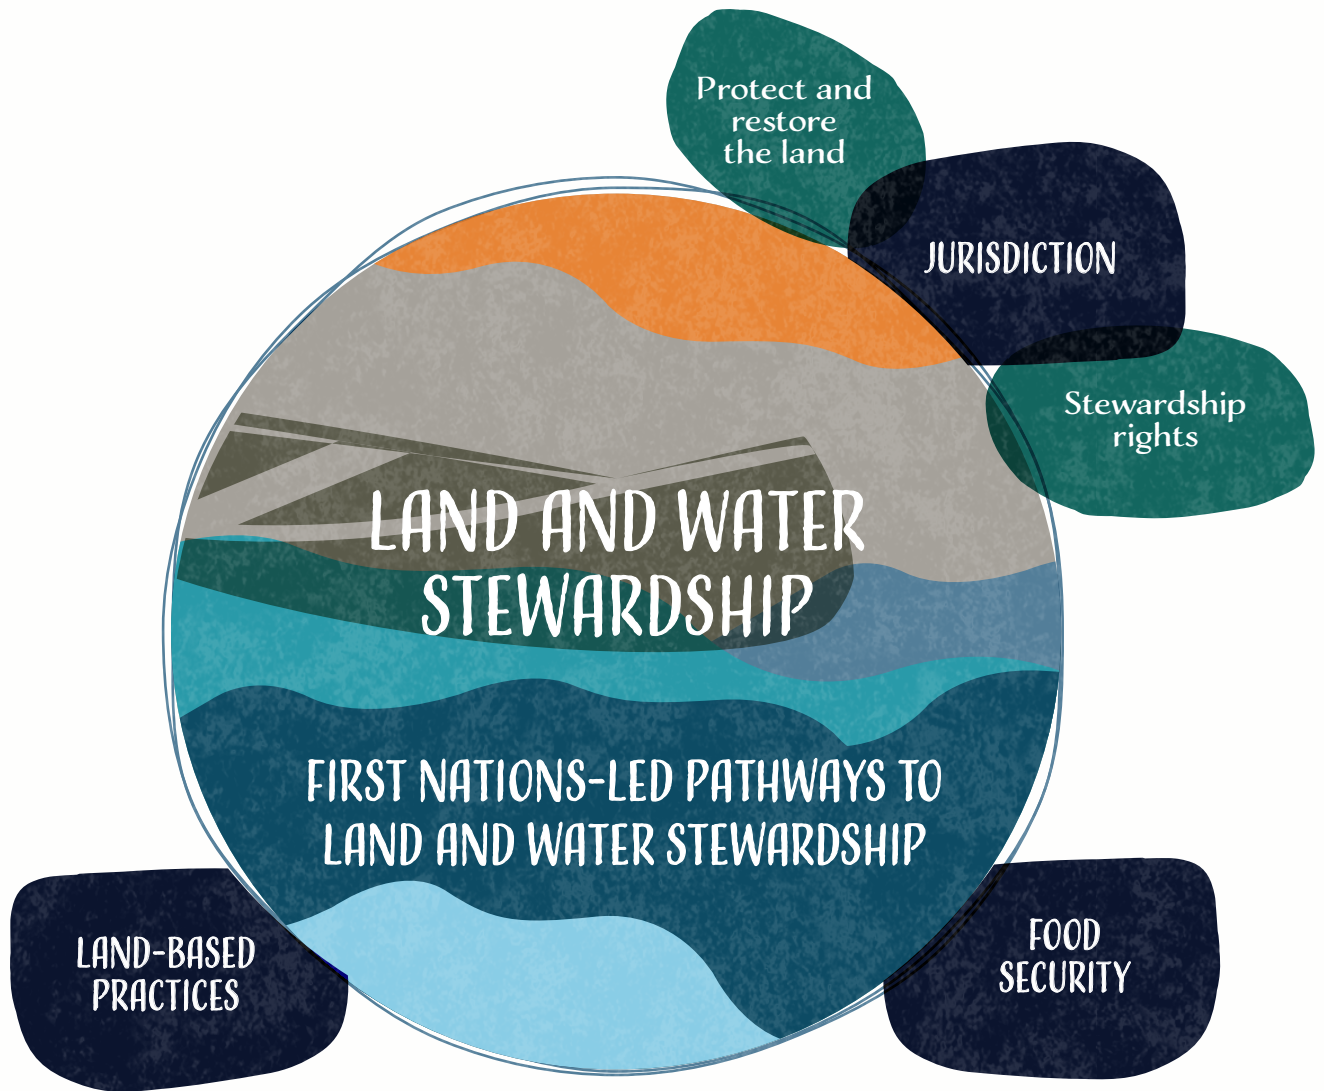 Protect and
restore
the land
JURISDICTION
Stewardship
rights
LAND AND WATER
STEWARDSHIP
FIRST NATIONS-LED PATHWAYS TO
LAND AND WATER STEWARDSHIP
LAND-BASED
PRACTICES
FOOD
SECURITY